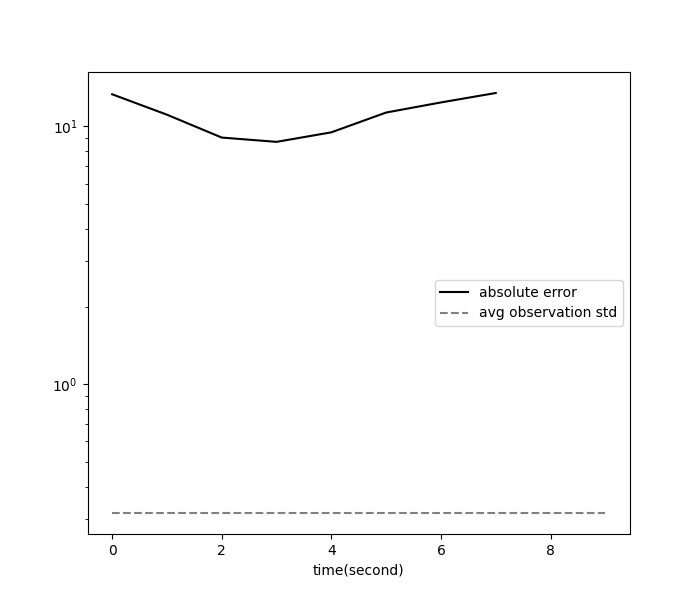 10¹
absolute error
avg observation std
10⁰
0 2 4 6 8
time(second)